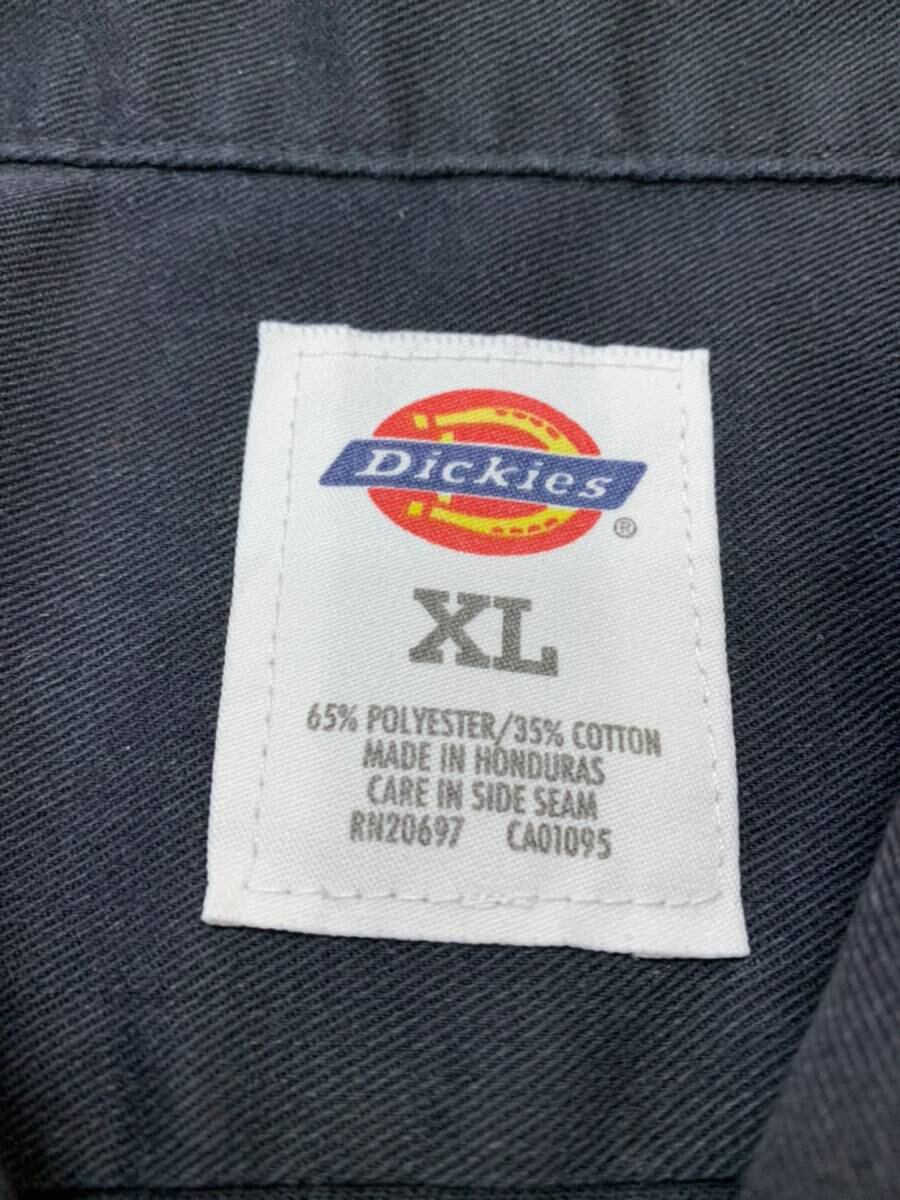 Dickies
®
XL
65% POLYESTER/35% COTTON
MADE IN HONDURAS
CARE IN SIDE SEAM
RN20697 CA01095